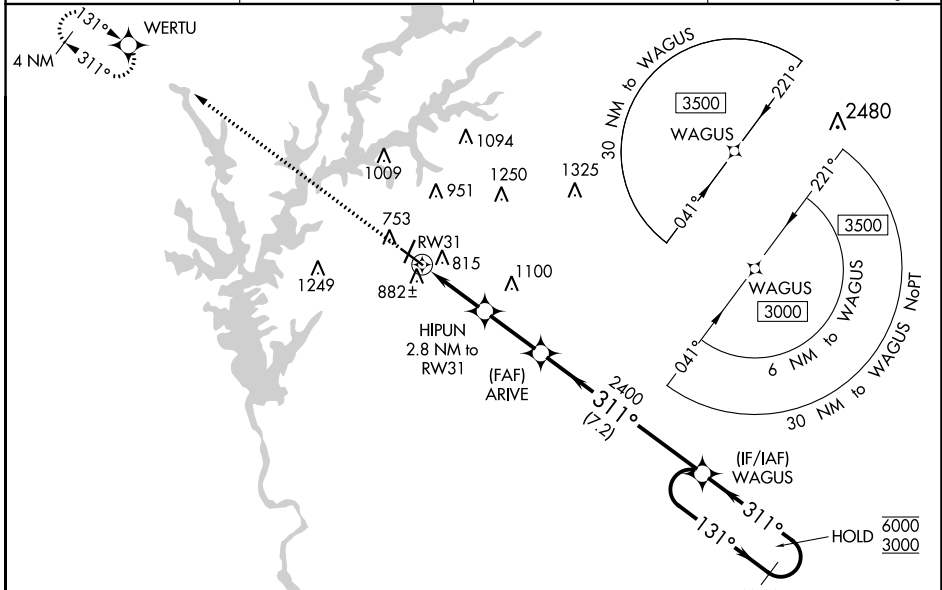 131°
311°
4 NM
WERTU
30 NM to WAGUS
3500
221°
WAGUS
041°
2480
1094
1009
951
1250
1325
753
RW31
815
882±
1249
1100
221°
3500
WAGUS
3000
041°
6 NM to WAGUS
30 NM to WAGUS NoPT
HIPUN
2.8 NM to
RW31
(FAF)
ARIVE
2400
311°
(7.2)
(IF/IAF)
WAGUS
311°
131°
HOLD
6000
3000